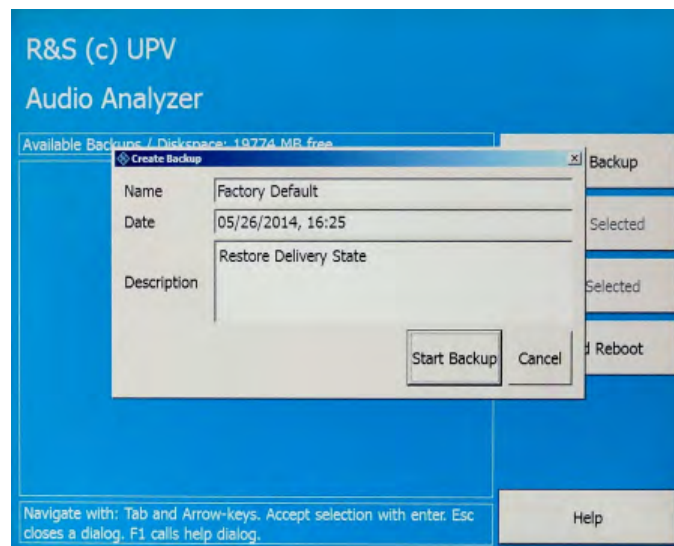 R&S (c) UPV
Audio Analyzer
Available Backups / Diskspace: 19774 MB free
Create Backup
Name
Factory Default
Date
05/26/2014, 16:25
Description
Restore Delivery State
Start Backup
Cancel
Backup
Selected
Selected
Reboot
Help
Navigate with: Tab and Arrow-keys. Accept selection with enter. Esc
closes a dialog. F1 calls help dialog.